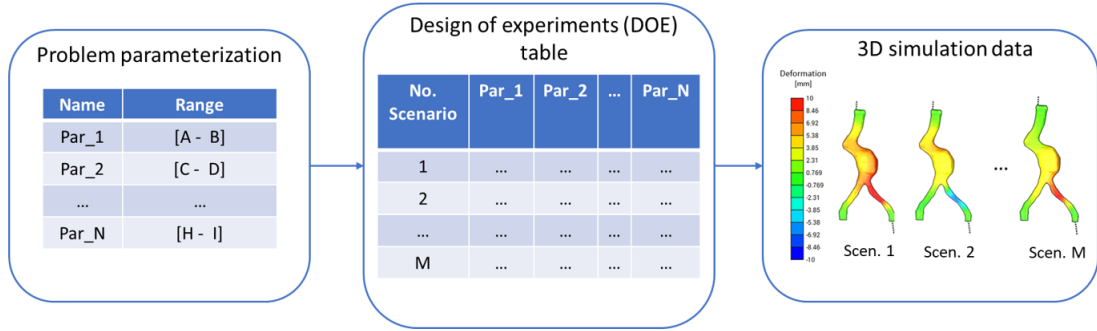 Problem parameterization
Name Range
Par_1 [A - B]
Par_2 [C - D]
... ...
Par_N [H - I]
Design of experiments (DOE)
table
No.
Scenario Par_1 Par_2 ... Par_N
1 ... ... ... ...
2 ... ... ... ...
... ... ... ... ...
M ... ... ... ...
3D simulation data
Deformation
[mm]
10
8.46
6.92
5.38
3.85
2.31
0.769
-0.769
-2.31
-3.85
-5.38
-6.92
-8.46
-10
...
Scen. 1 Scen. 2 Scen. M